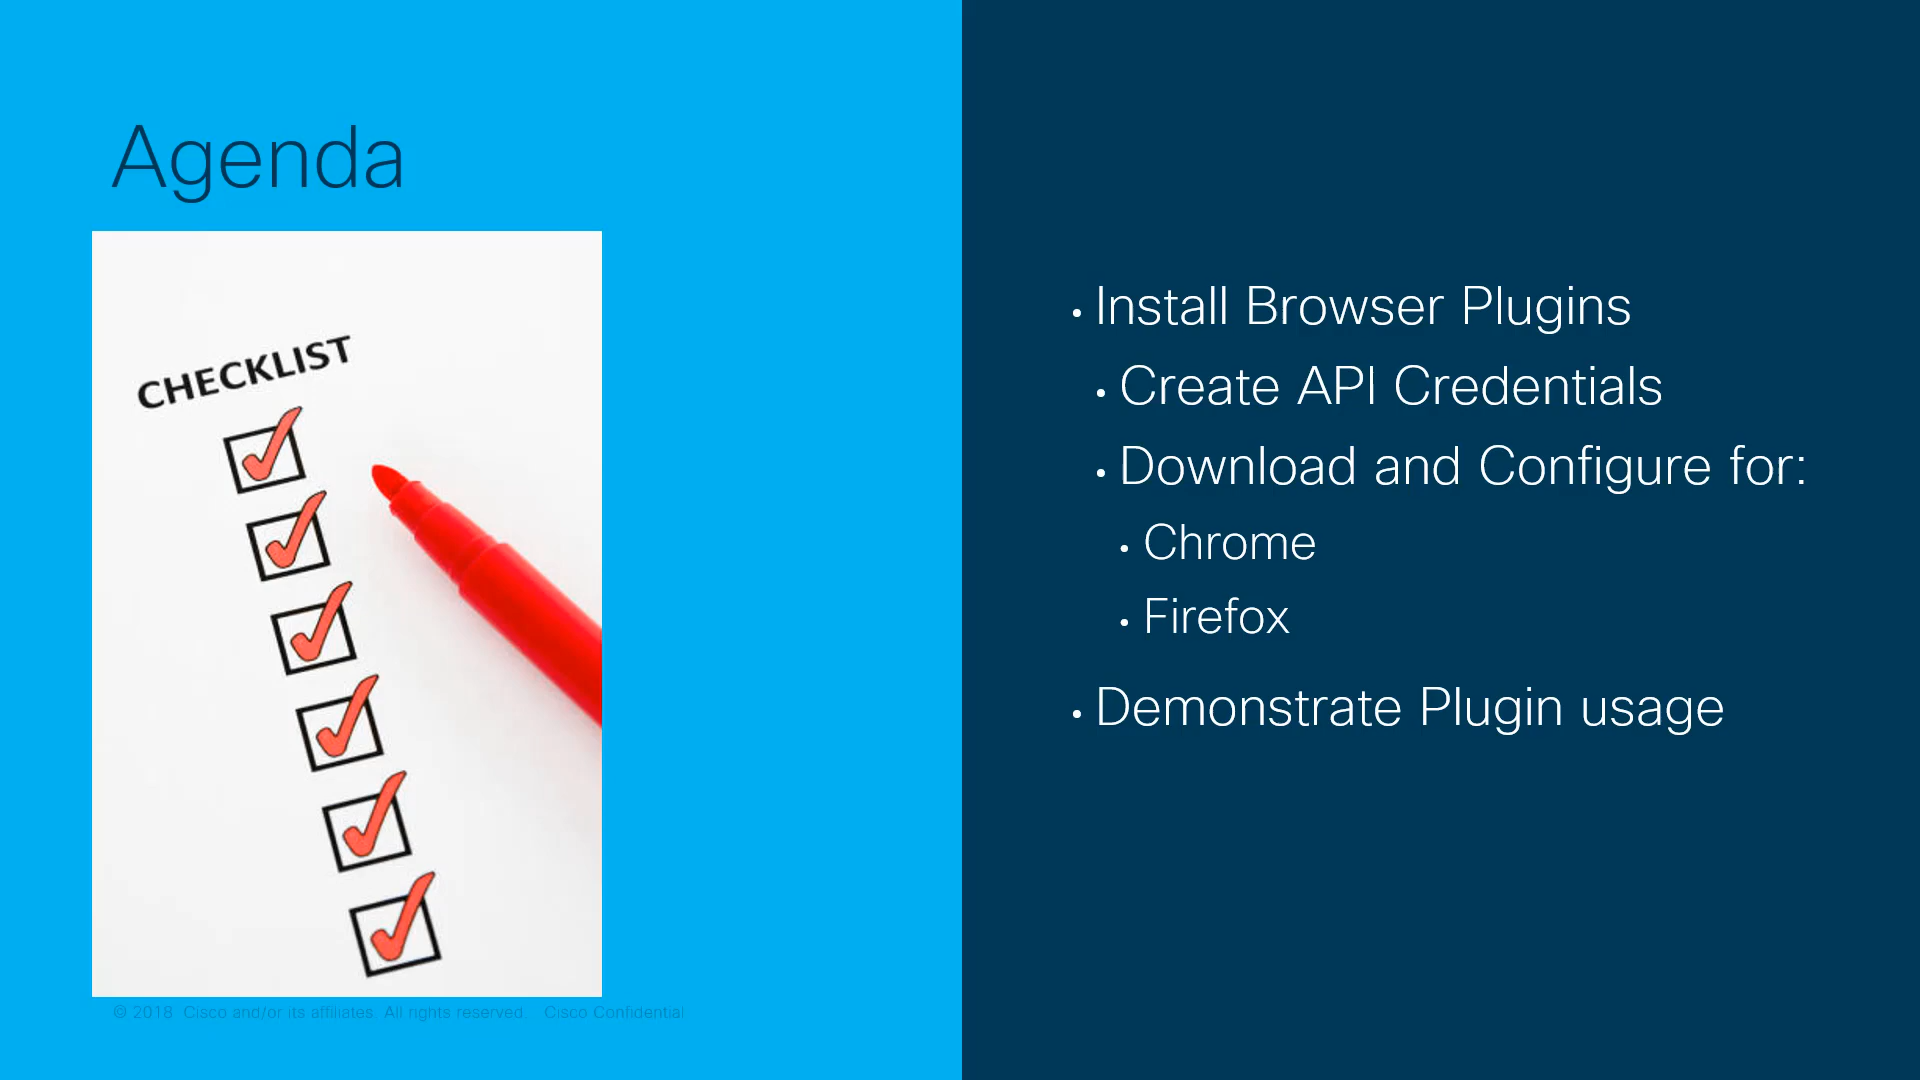 Agenda
CHECKLIST
• Install Browser Plugins
• Create API Credentials
• Download and Configure for:
• Chrome
• Firefox
• Demonstrate Plugin usage
© 2018 Cisco and/or its affiliates. All rights reserved. Cisco Confidential